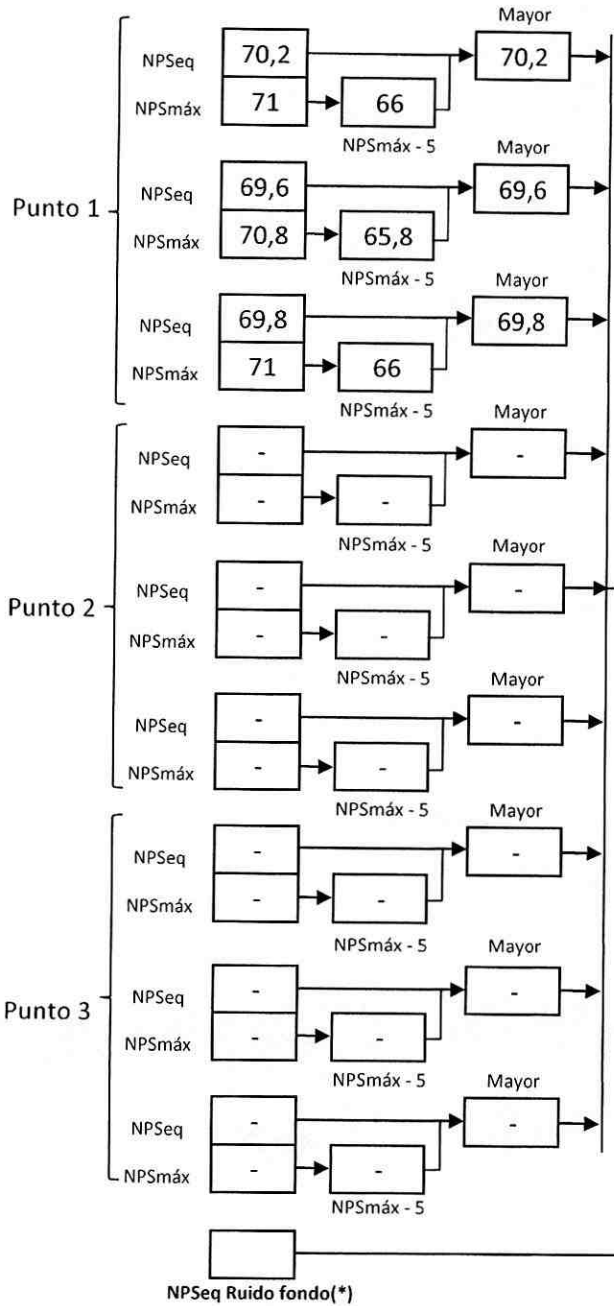 Mayor
NPSeq 70,2 70,2
NPSmáx 71 66
NPSmáx - 5
Mayor
Punto 1
NPSeq 69,6 69,6
NPSmáx 70,8 65,8
NPSmáx - 5
Mayor
NPSeq 69,8 69,8
NPSmáx 71 66
NPSmáx - 5
Mayor
NPSeq - -
NPSmáx - -
NPSmáx - 5
Mayor
Punto 2
NPSeq - -
NPSmáx - -
NPSmáx - 5
Mayor
NPSeq - -
NPSmáx - -
NPSmáx - 5
Mayor
NPSeq - -
NPSmáx - -
NPSmáx - 5
Mayor
Punto 3
NPSeq - -
NPSmáx - -
NPSmáx - 5
Mayor
NPSeq - -
NPSmáx - -
NPSmáx - 5
NPSeq Ruido fondo(*)